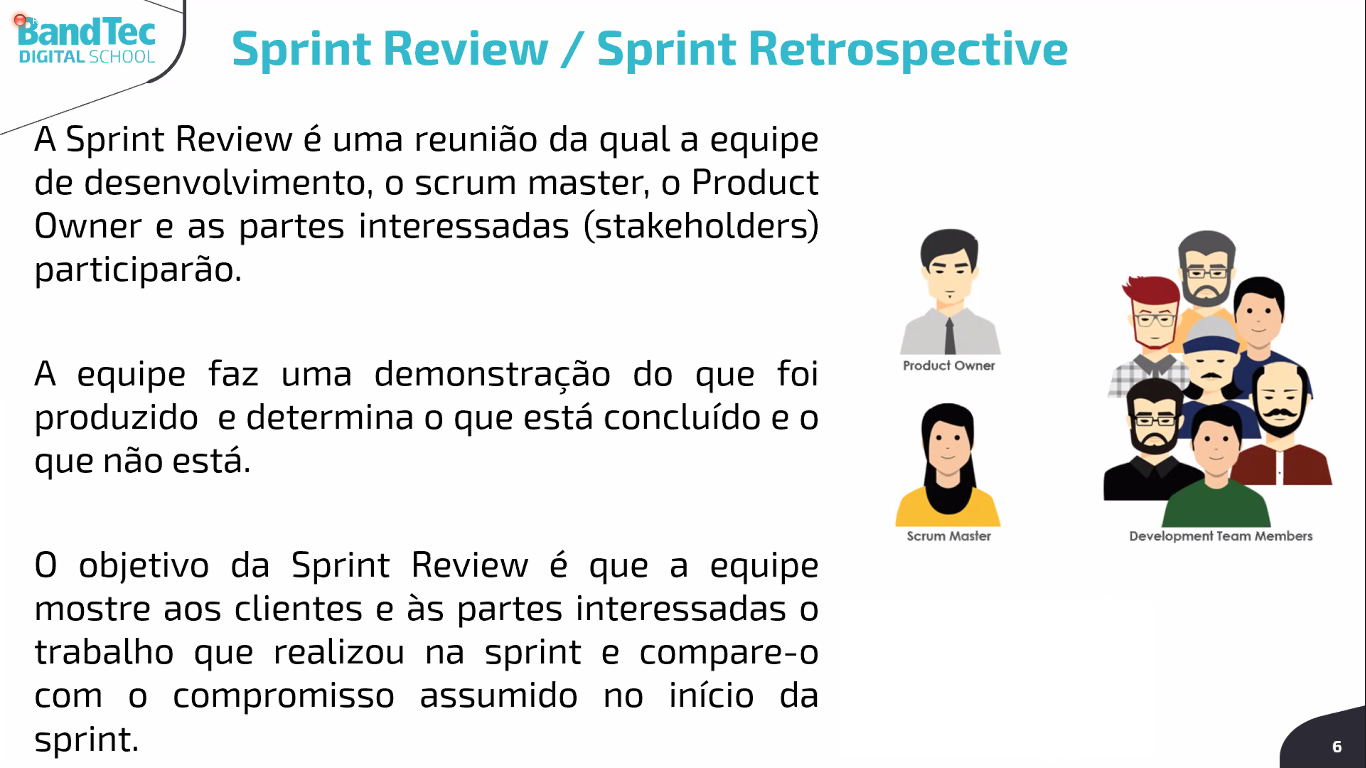 BandTec
DIGITAL SCHOOL
Sprint Review / Sprint Retrospective
A Sprint Review é uma reunião da qual a equipe
de desenvolvimento, o scrum master, o Product
Owner e as partes interessadas (stakeholders)
participarão.
A equipe faz uma demonstração do que foi
produzido e determina o que está concluído e o
que não está.
O objetivo da Sprint Review é que a equipe
mostre aos clientes e às partes interessadas o
trabalho que realizou na sprint e compare-o
com o compromisso assumido no início da
sprint.
Product Owner
Scrum Master
Development Team Members
6